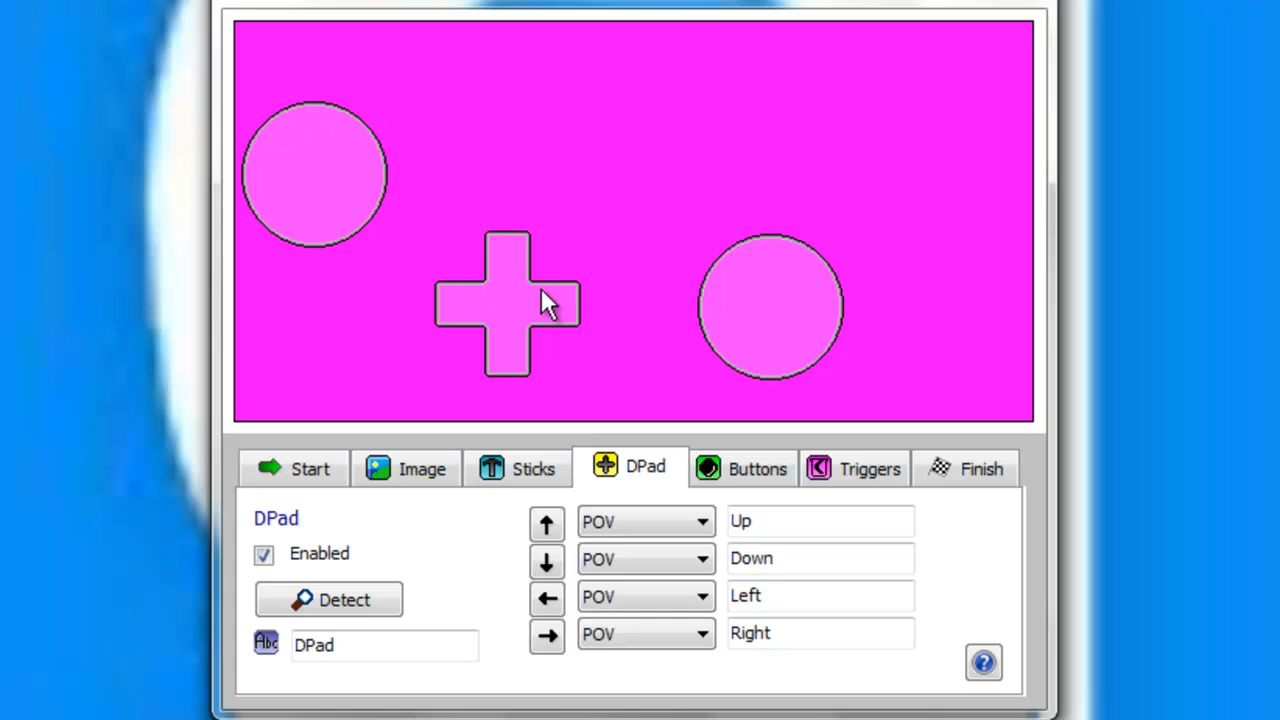 Start Image Sticks DPad Buttons Triggers Finish
DPad
Enabled
Detect
Abc DPad
POV Up
POV Down
POV Left
POV Right
?